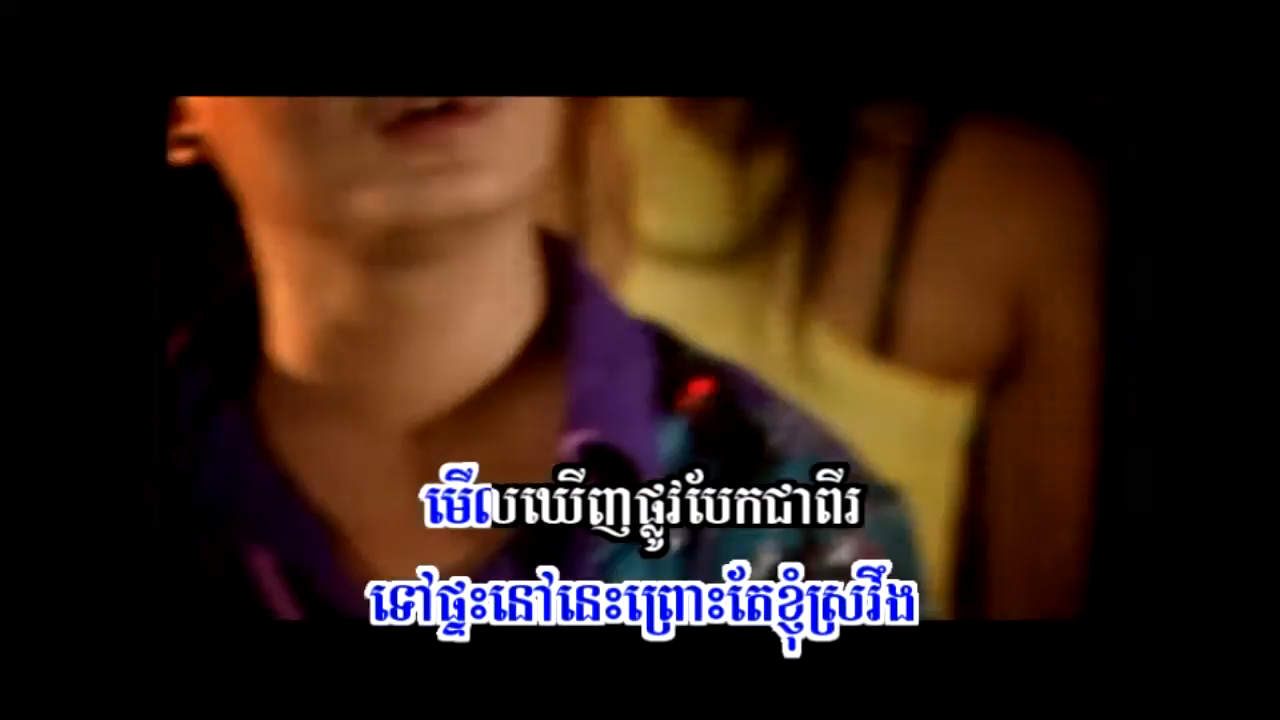 មើលឃើញផ្លូវបែកជាពីរ
ទៅផ្ទះនៅនេះព្រោះតែខ្ញុំស្រវឹង